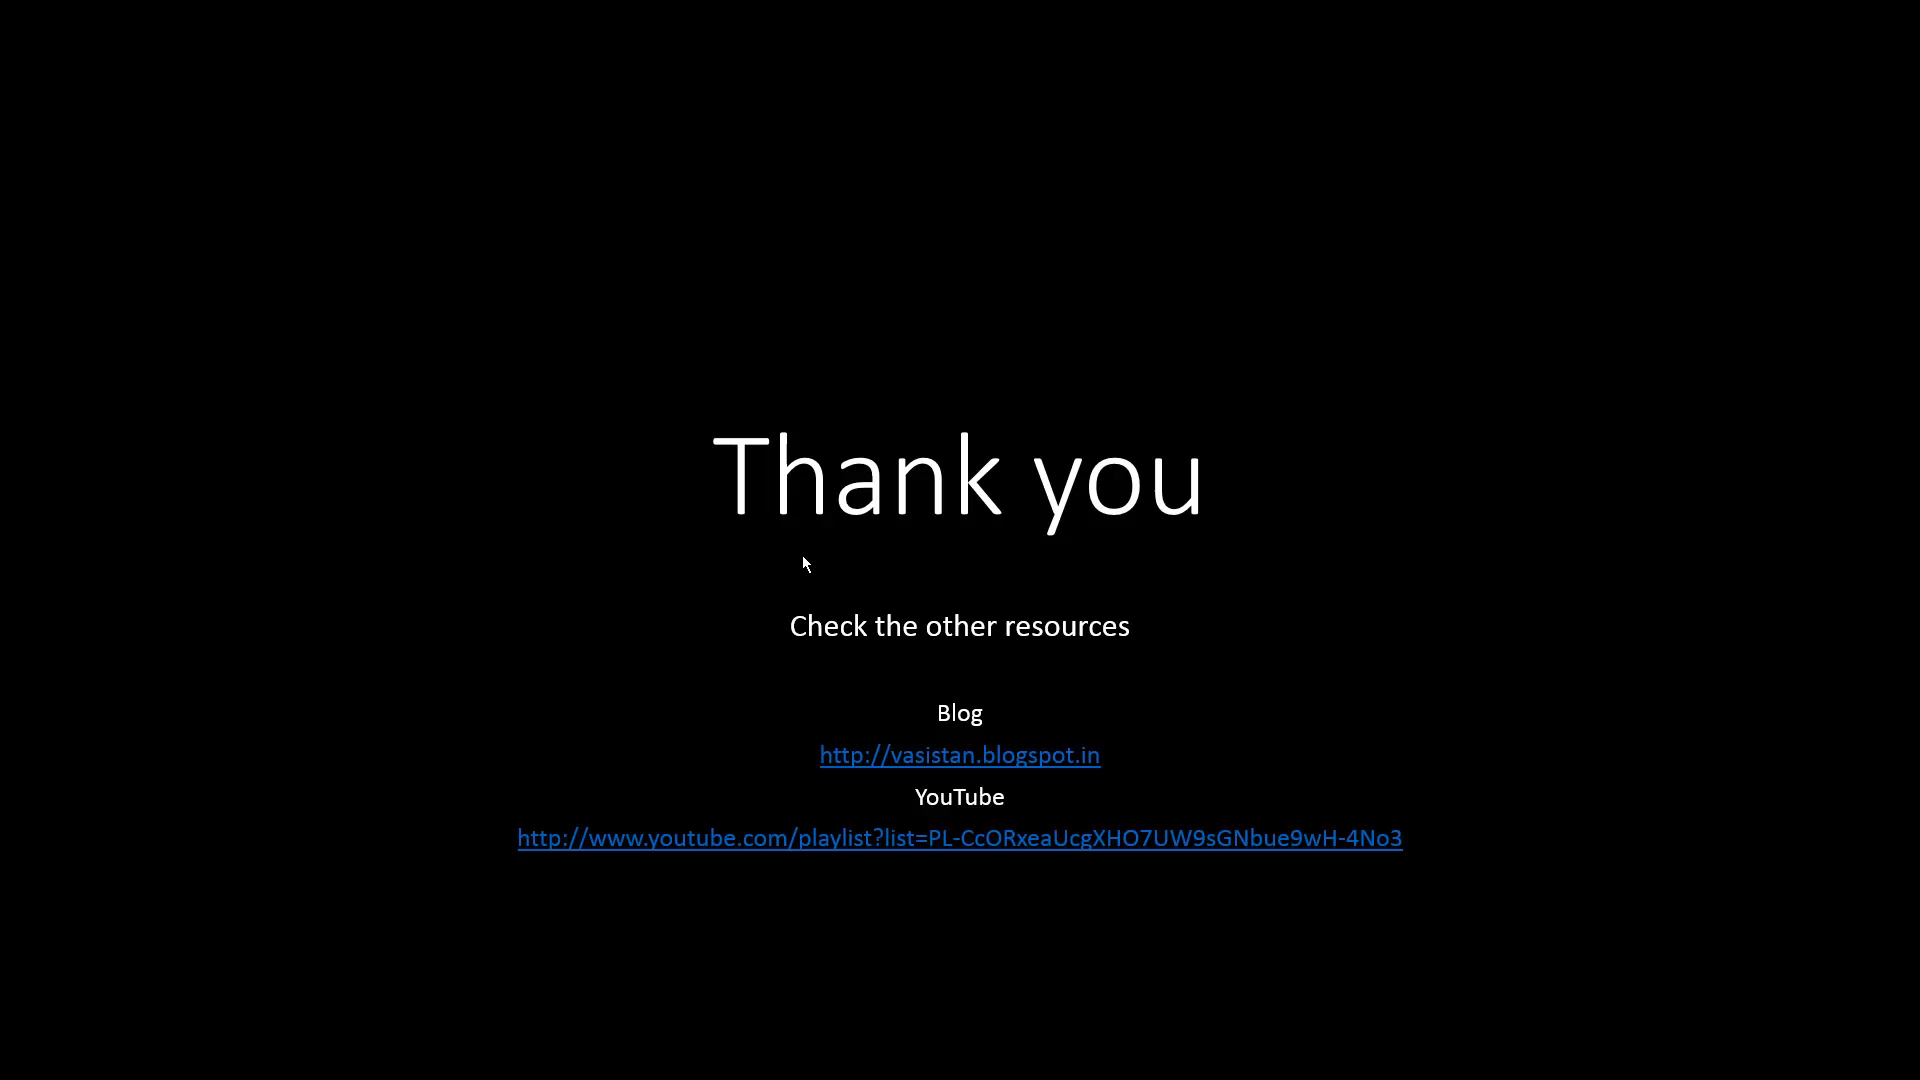 Thank you
Check the other resources
Blog
http://vasistan.blogspot.in
YouTube
http://www.youtube.com/playlist?list=PL-CcORxeaUcgXHO7UW9sGNbue9wH-4No3